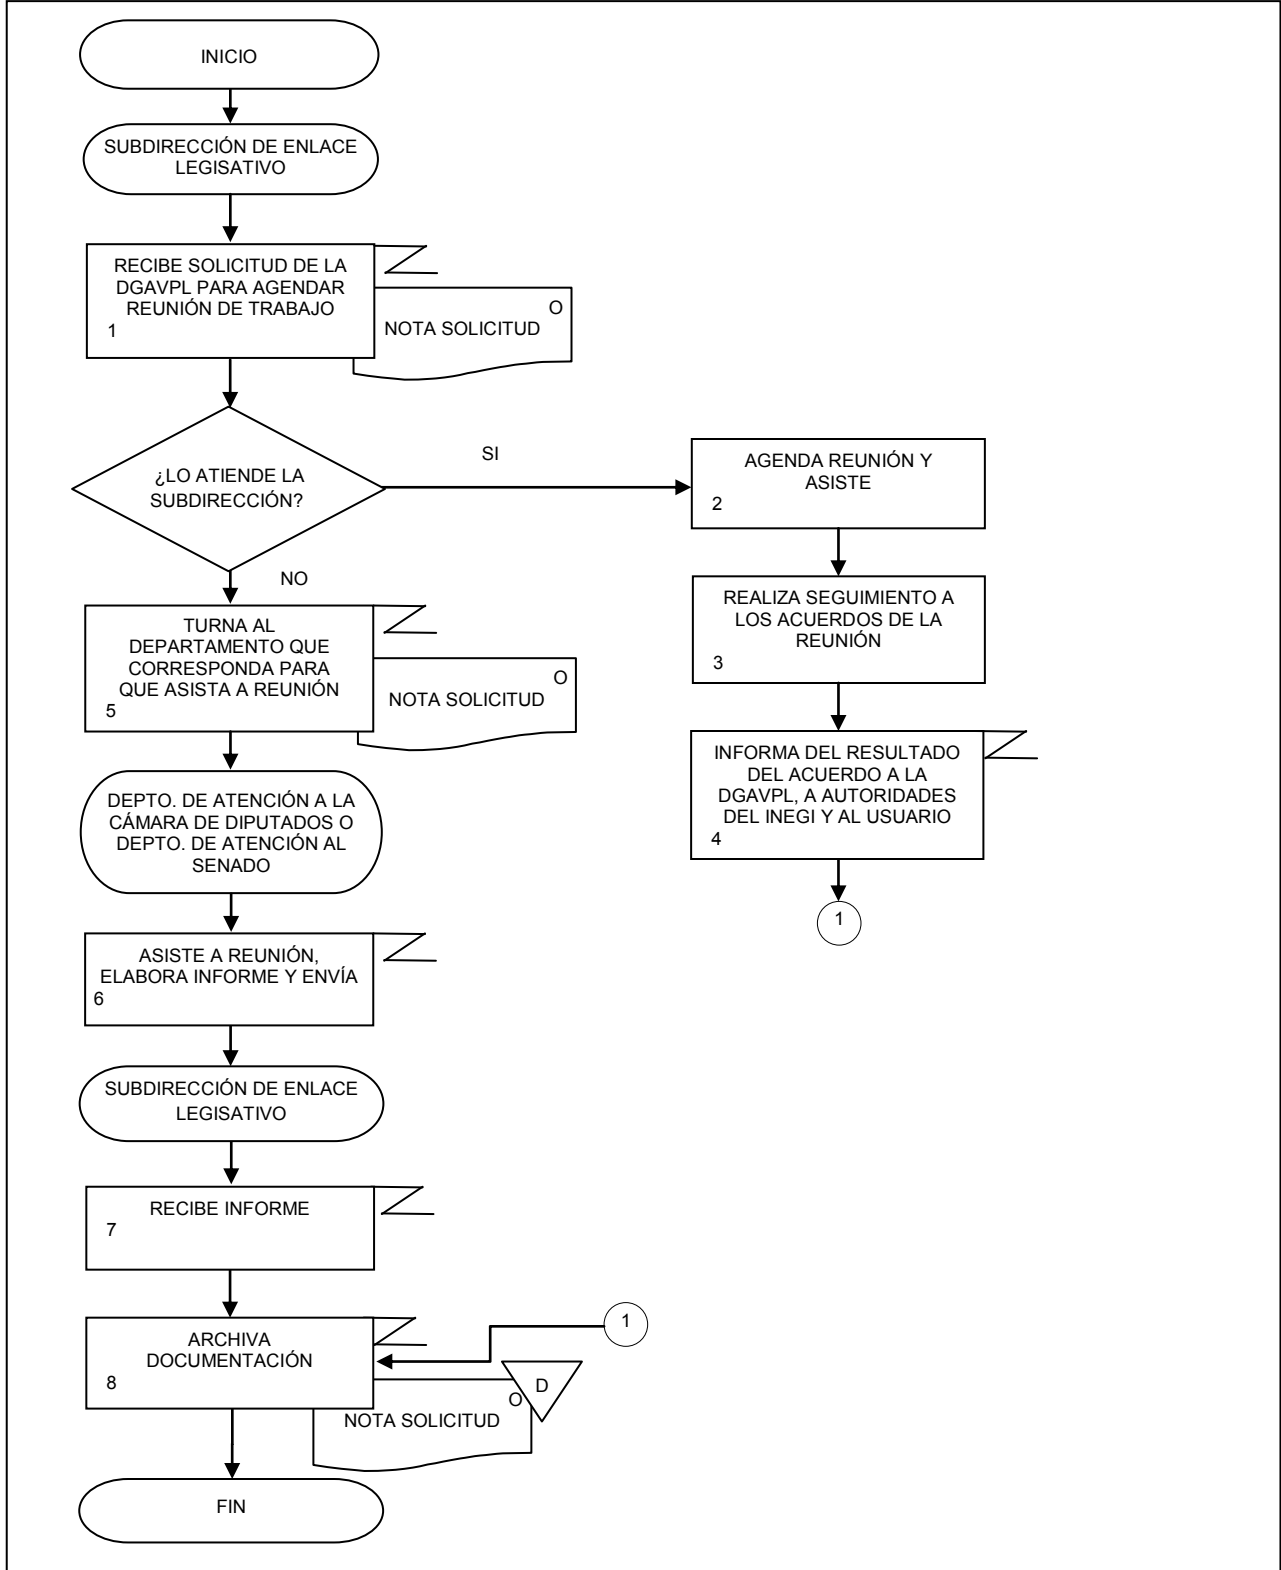 INICIO
SUBDIRECCIÓN DE ENLACE
LEGISATIVO
RECIBE SOLICITUD DE LA
DGAVPL PARA AGENDAR
REUNIÓN DE TRABAJO
1
O
NOTA SOLICITUD
¿LO ATIENDE LA
SUBDIRECCIÓN?
SI
AGENDA REUNIÓN Y
ASISTE
2
NO
REALIZA SEGUIMIENTO A
LOS ACUERDOS DE LA
REUNIÓN
3
TURNA AL
DEPARTAMENTO QUE
CORRESPONDA PARA
QUE ASISTA A REUNIÓN
5
O
NOTA SOLICITUD
INFORMA DEL RESULTADO
DEL ACUERDO A LA
DGAVPL, A AUTORIDADES
DEL INEGI Y AL USUARIO
4
1
DEPTO. DE ATENCIÓN A LA
CÁMARA DE DIPUTADOS O
DEPTO. DE ATENCIÓN AL
SENADO
ASISTE A REUNIÓN,
ELABORA INFORME Y ENVÍA
6
SUBDIRECCIÓN DE ENLACE
LEGISATIVO
RECIBE INFORME
7
1
ARCHIVA
DOCUMENTACIÓN
8
D
O
NOTA SOLICITUD
FIN